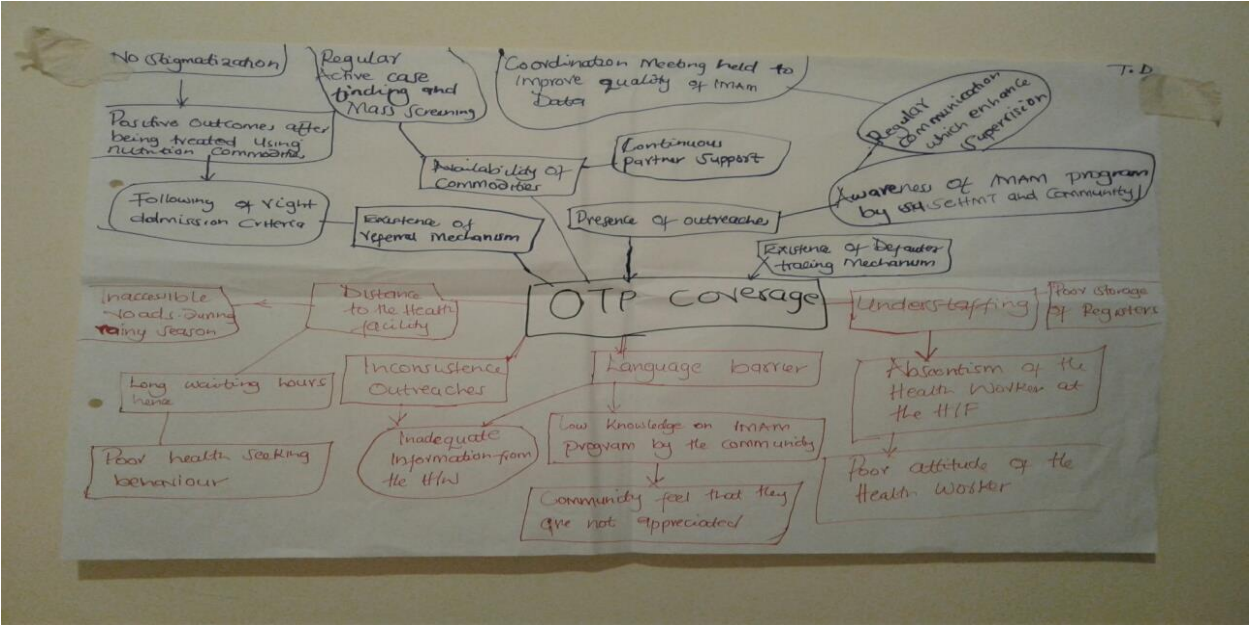 No Stigmatization
Positive outcomes after
being treated using
nutrition commodities
Following of right
admission criteria
Existence of
referral Mechanism
Regular
Active case
finding and
Mass Screening
Availability of
Commodities
Continuous
partner support
Coordination Meeting held to
improve quality of IMAM
Data
T.D
Regular
communication
which enhance
Supervision
Awareness of IMAM program
by SCHMT and Community
Presence of outreaches
Existence of Defaulter
tracing Mechanism
OTP COVERAGE
Inaccessible
roads during
rainy season
Distance
to the Health
facility
Long waiting hours
hence
Poor health seeking
behaviour
Inconsistence
Outreaches
Inadequate
Information from
the H/W
Language barrier
Low Knowledge on IMAM
program by the community
Community feel that they
are not appreciated
Understaffing
Poor storage
of Registers
Absentism of the
Health Worker at
the H/F
Poor attitude of the
Health Worker